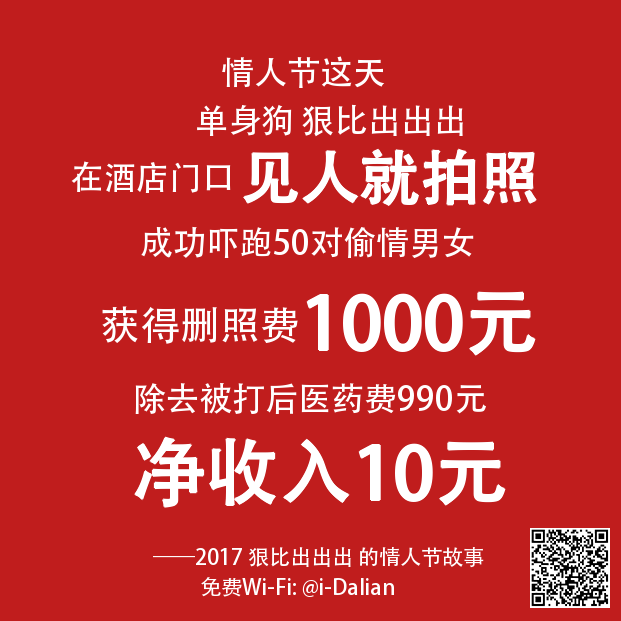 情人节这天
单身狗 狠比出出出
在酒店门口 见人就拍照
成功吓跑50对偷情男女
获得删照费1000元
除去被打后医药费990元
净收入10元
——2017 狠比出出出 的情人节故事
免费Wi-Fi: @i-Dalian